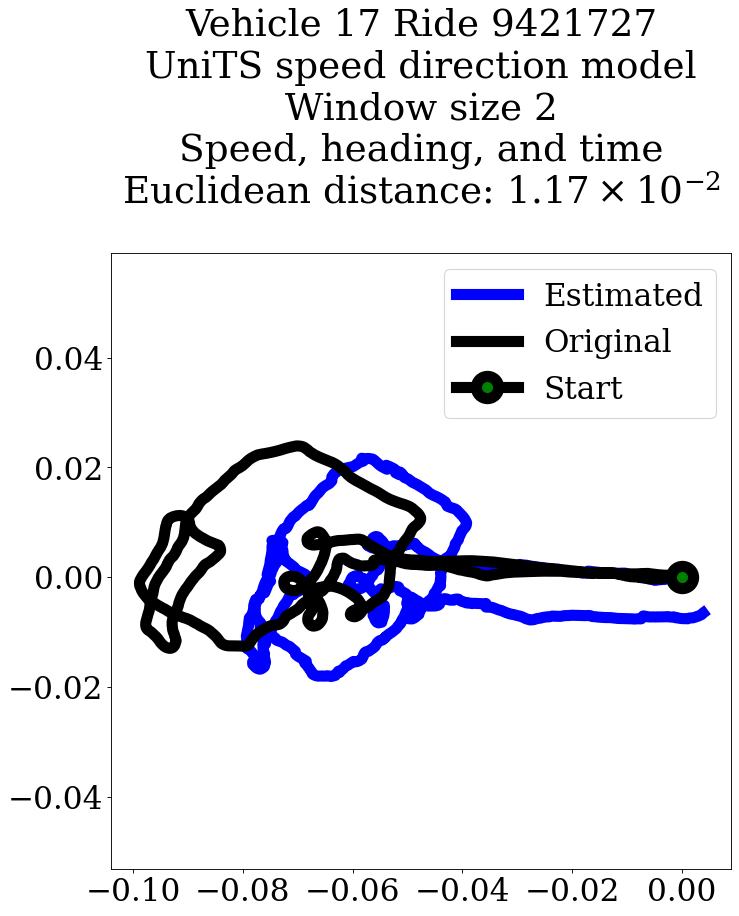 Vehicle 17 Ride 9421727
UniTS speed direction model
Window size 2
Speed, heading, and time
Euclidean distance: 1.17 × 10⁻²
Estimated
Original
Start
0.04
0.02
0.00
−0.02
−0.04
−0.10 −0.08 −0.06 −0.04 −0.02 0.00